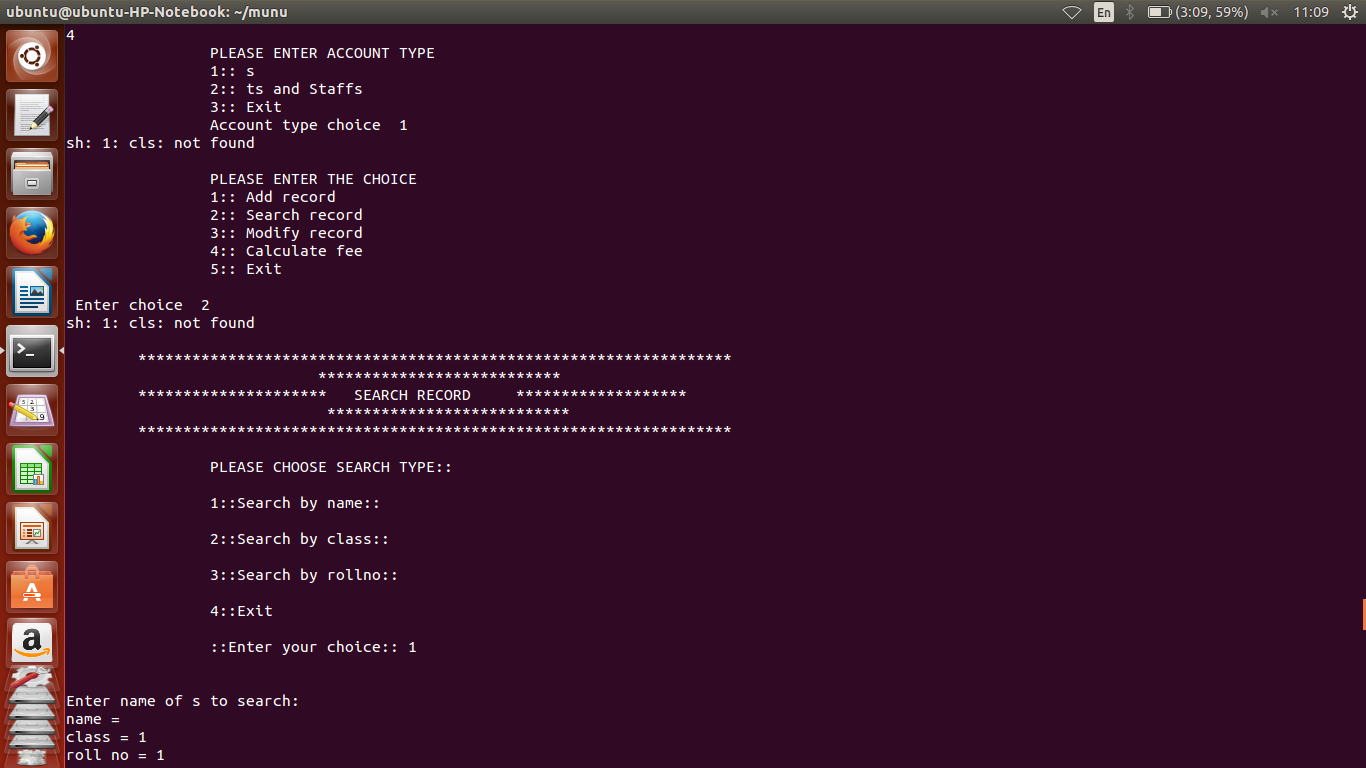 ubuntu@ubuntu-HP-Notebook: ~/munu
En
(3:09, 59%)
11:09
4
PLEASE ENTER ACCOUNT TYPE
1:: s
2:: ts and Staffs
3:: Exit
Account type choice  1
sh: 1: cls: not found
PLEASE ENTER THE CHOICE
1:: Add record
2:: Search record
3:: Modify record
4:: Calculate fee
5:: Exit
Enter choice  2
sh: 1: cls: not found
******************************************************************
***************************
*********************   SEARCH RECORD     *******************
***************************
******************************************************************
PLEASE CHOOSE SEARCH TYPE::
1::Search by name::
2::Search by class::
3::Search by rollno::
4::Exit
::Enter your choice:: 1
Enter name of s to search:
name =
class = 1
roll no = 1